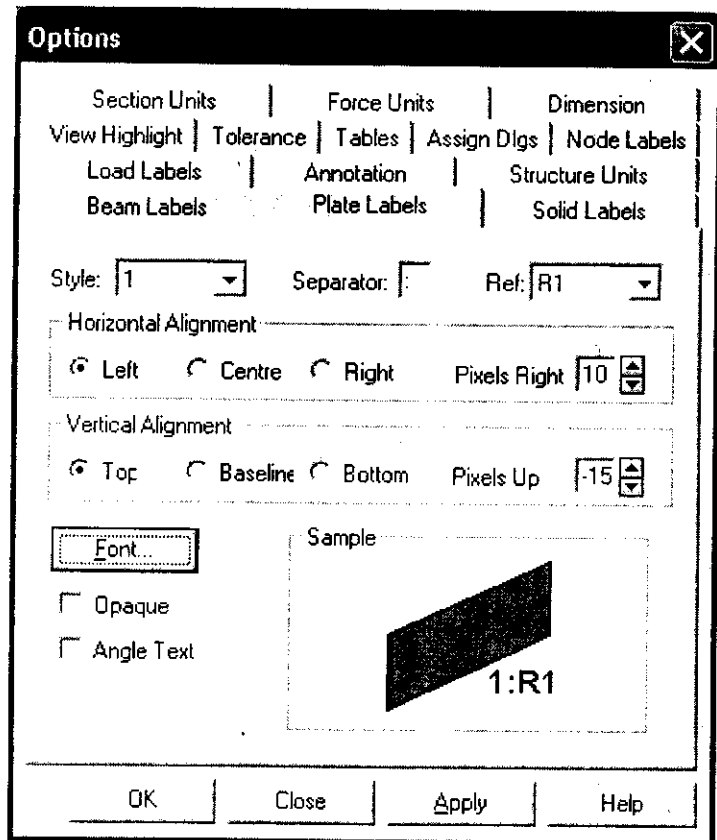 Options
Section Units Force Units Dimension
View Highlight Tolerance Tables Assign Dlgs Node Labels
Load Labels Annotation Structure Units
Beam Labels Plate Labels Solid Labels
Style: 1 Separator: : Ref: R1
Horizontal Alignment
Left Centre Right Pixels Right 10
Vertical Alignment
Top Baseline Bottom Pixels Up -15
Font... Sample
Opaque
Angle Text
1:R1
OK Close Apply Help